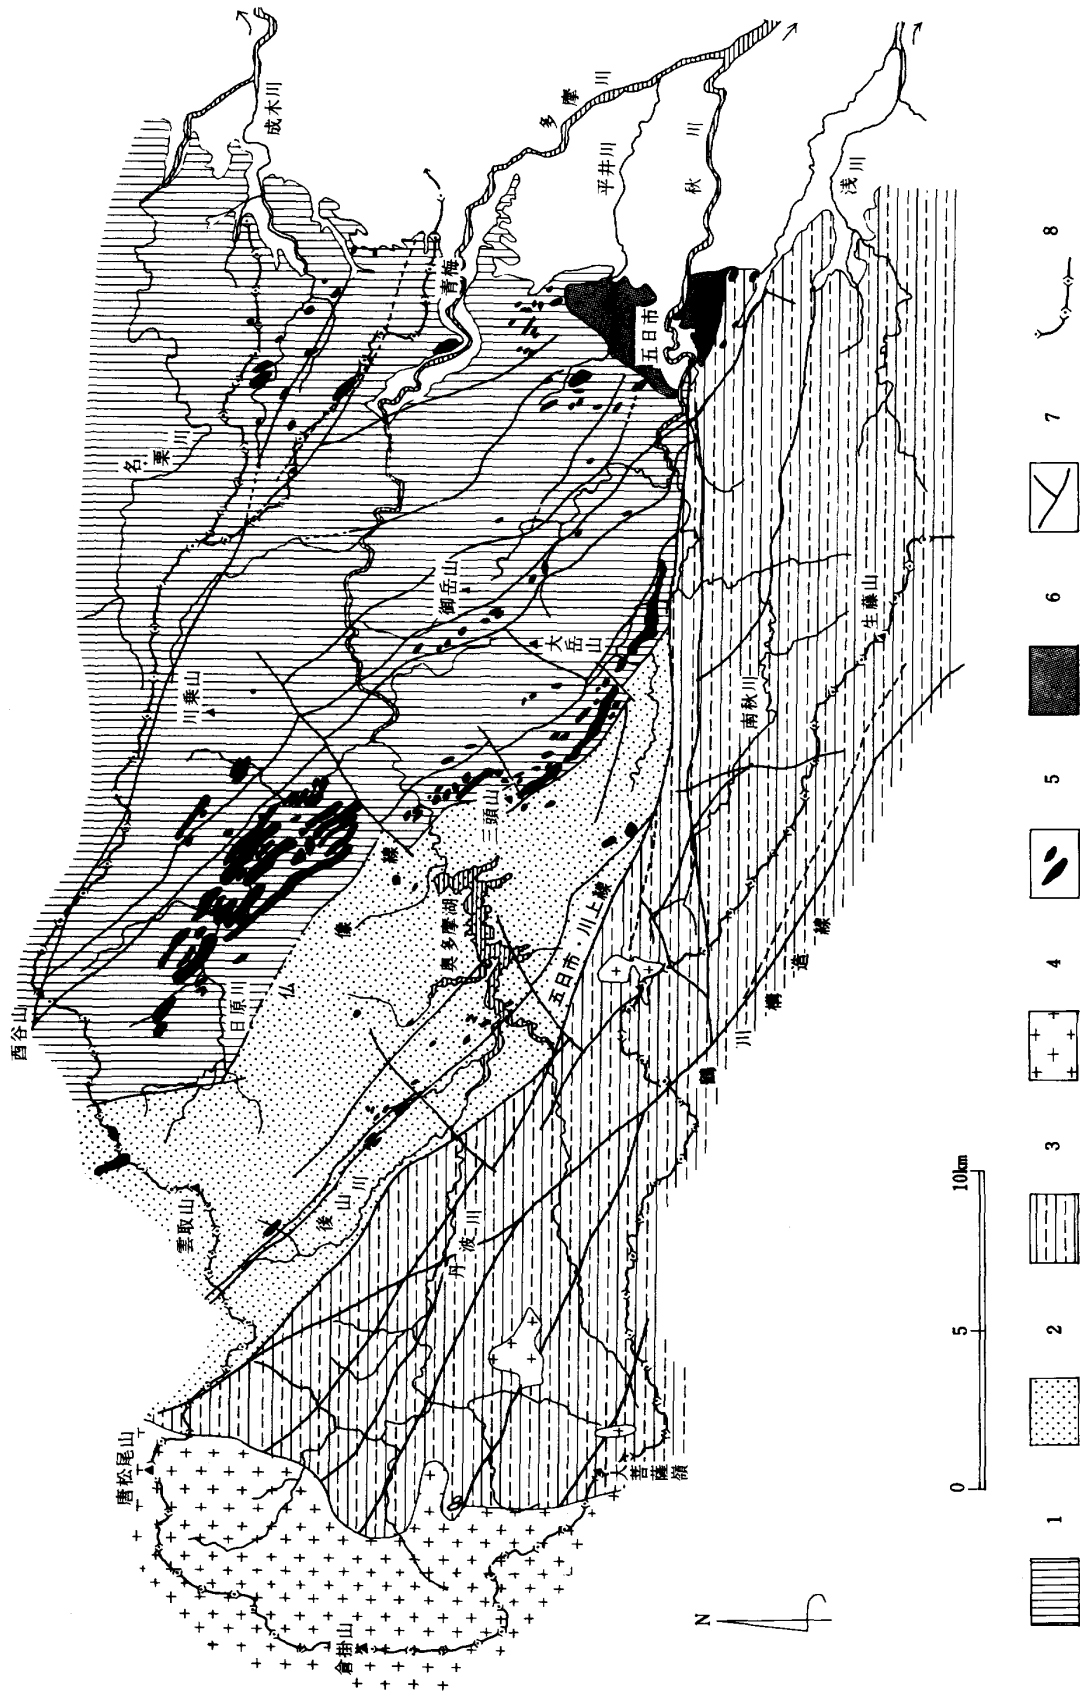 酉谷山
雲取山
唐松尾山
倉掛山
大菩薩嶺
日原川
川乗山
名栗川
成木川
青梅
多摩川
平井川
秋川
浅川
五日市
御岳山
大岳山
三頭山
奥多摩湖
仏像線
五日市・川上線
後山川
丹波川
南秋川
生藤山
鶴川構造線
N
0
5
10km
1
2
3
4
5
6
7
8